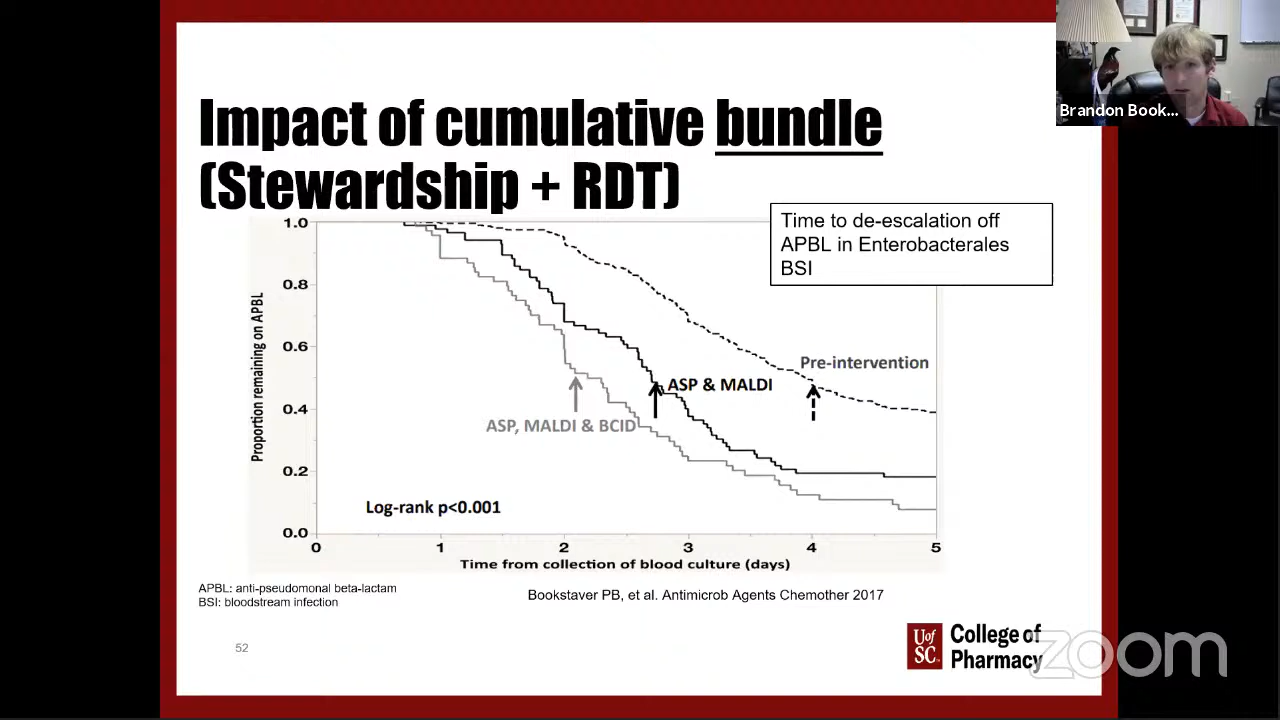 Brandon Book...
Impact of cumulative bundle
(Stewardship + RDT)
Time to de-escalation off
APBL in Enterobacterales
BSI
Proportion remaining on APBL
1.0
0.8
0.6
0.4
0.2
0.0
Pre-intervention
ASP & MALDI
ASP, MALDI & BCID
Log-rank p<0.001
0 1 2 3 4 5
Time from collection of blood culture (days)
APBL: anti-pseudomonal beta-lactam
BSI: bloodstream infection
Bookstaver PB, et al. Antimicrob Agents Chemother 2017
52
UofSC
College of
Pharmacy
zoom